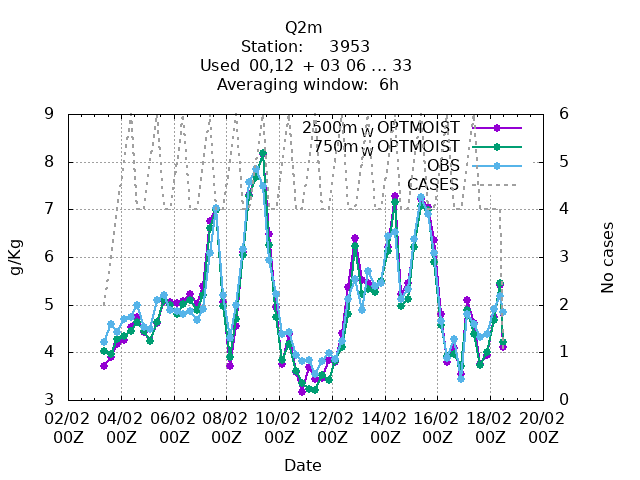 Q2m
Station: 3953
Used 00,12 + 03 06 ... 33
Averaging window: 6h
9 6
2500m W OPTMOIST
750m W OPTMOIST
8 5
OBS
CASES
7 4
6 3
g/Kg
No cases
5 2
4 1
3 0
02/02 04/02 06/02 08/02 10/02 12/02 14/02 16/02 18/02 20/02
00Z 00Z 00Z 00Z 00Z 00Z 00Z 00Z 00Z 00Z
Date